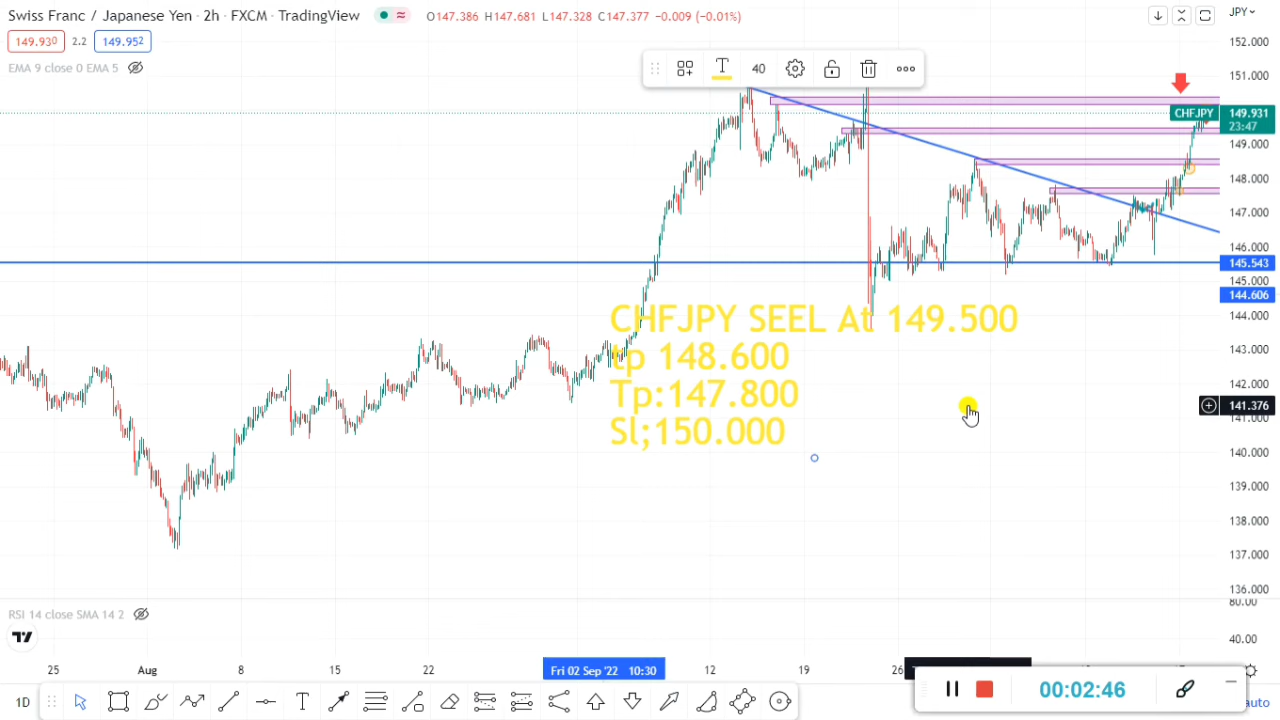 Swiss Franc / Japanese Yen · 2h · FXCM · TradingView
O147.386 H147.681 L147.328 C147.377 -0.009 (-0.01%)
JPY
149.930 2.2 149.952
EMA 9 close 0 EMA 5
T 40
152.000
151.000
CHFJPY 149.931
23:47
149.000
148.000
147.000
146.000
145.543
145.000
144.606
144.000
143.000
142.000
141.376
141.000
140.000
139.000
138.000
137.000
136.000
CHFJPY SEEL At 149.500
tp 148.600
Tp:147.800
Sl;150.000
RSI 14 close SMA 14 2
80.00
40.00
25 Aug 8 15 22 Fri 02 Sep '22 10:30 12 19 26
1D T
00:02:46
auto